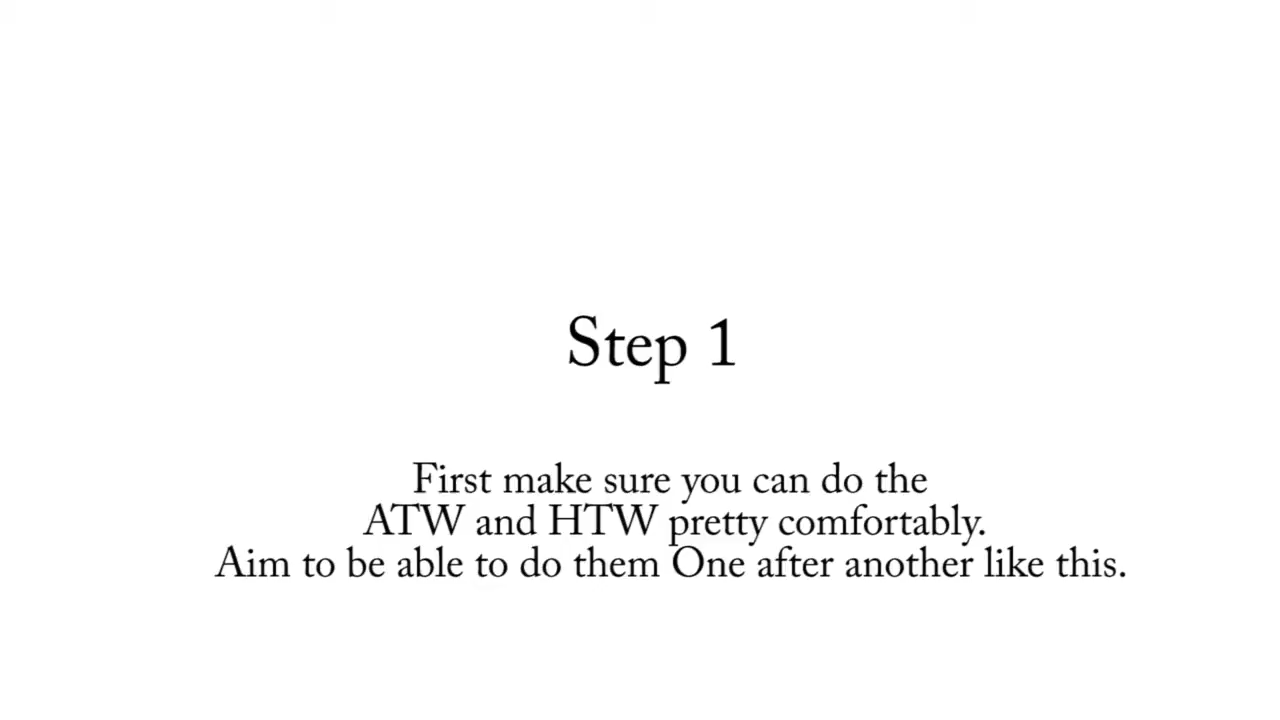 Step 1
First make sure you can do the
ATW and HTW pretty comfortably.
Aim to be able to do them One after another like this.